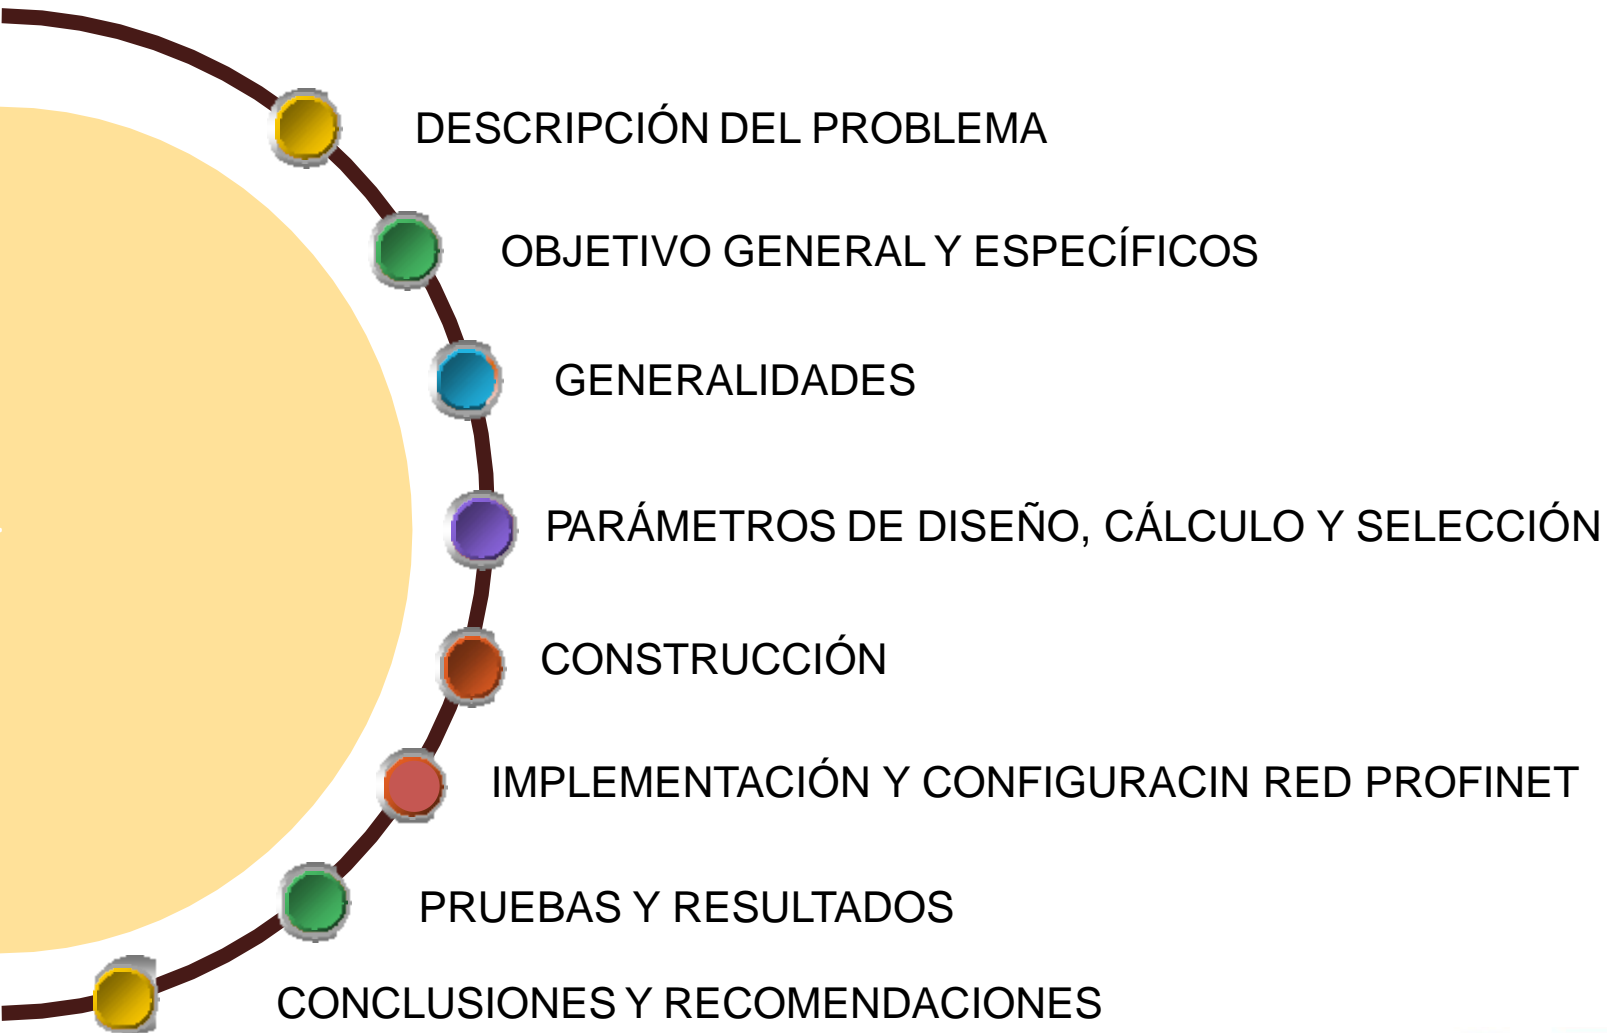 DESCRIPCIÓN DEL PROBLEMA
OBJETIVO GENERAL Y ESPECÍFICOS
GENERALIDADES
PARÁMETROS DE DISEÑO, CÁLCULO Y SELECCIÓN
CONSTRUCCIÓN
IMPLEMENTACIÓN Y CONFIGURACIN RED PROFINET
PRUEBAS Y RESULTADOS
CONCLUSIONES Y RECOMENDACIONES